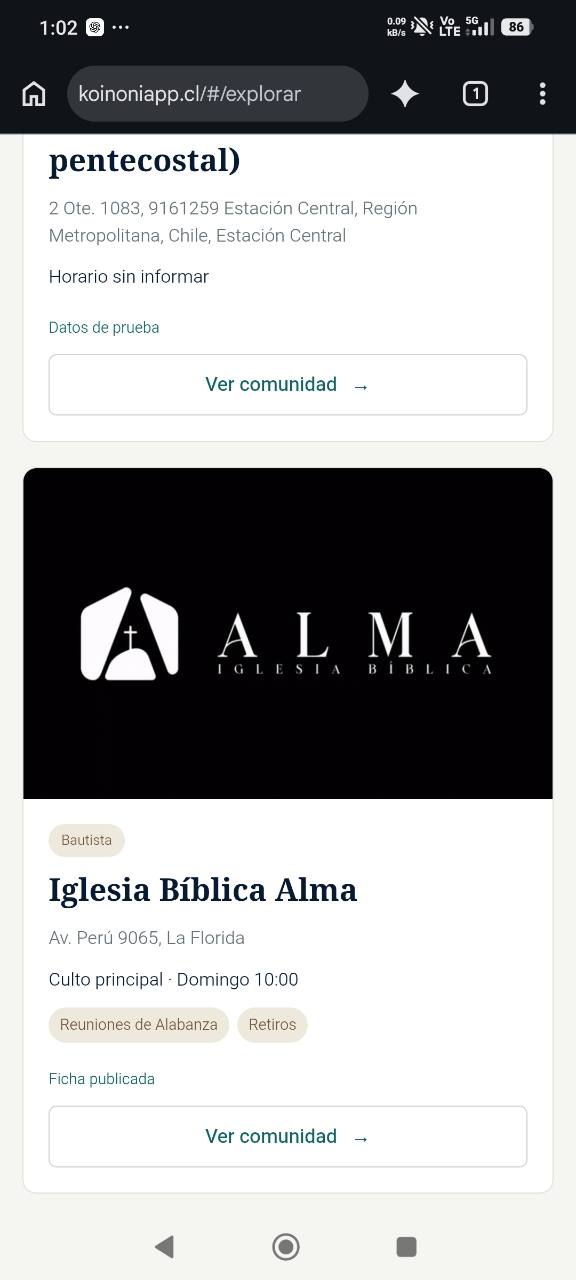 1:02
0.09
kB/s
Vo
LTE
5G
86
koinoniapp.cl/#/explorar
1
pentecostal)
2 Ote. 1083, 9161259 Estación Central, Región
Metropolitana, Chile, Estación Central
Horario sin informar
Datos de prueba
Ver comunidad →
ALMA
IGLESIA BÍBLICA
Bautista
Iglesia Bíblica Alma
Av. Perú 9065, La Florida
Culto principal · Domingo 10:00
Reuniones de Alabanza
Retiros
Ficha publicada
Ver comunidad →